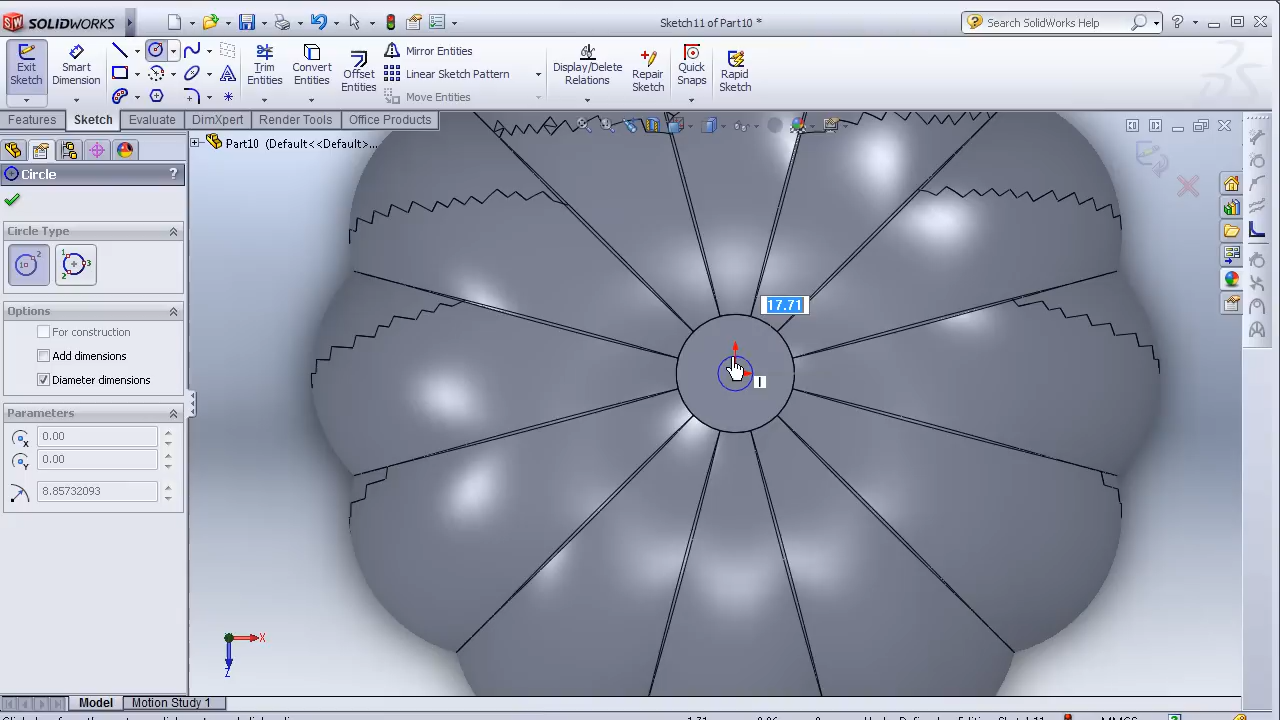 SOLIDWORKS
Sketch11 of Part10 *
Search SolidWorks Help
Exit Sketch
Smart Dimension
Trim Entities
Convert Entities
Offset Entities
Mirror Entities
Linear Sketch Pattern
Move Entities
Display/Delete Relations
Repair Sketch
Quick Snaps
Rapid Sketch
Features
Sketch
Evaluate
DimXpert
Render Tools
Office Products
Part10 (Default<<Default>...
Circle
?
Circle Type
Options
For construction
Add dimensions
Diameter dimensions
Parameters
0.00
0.00
8.85732093
17.71
X
Z
Model
Motion Study 1